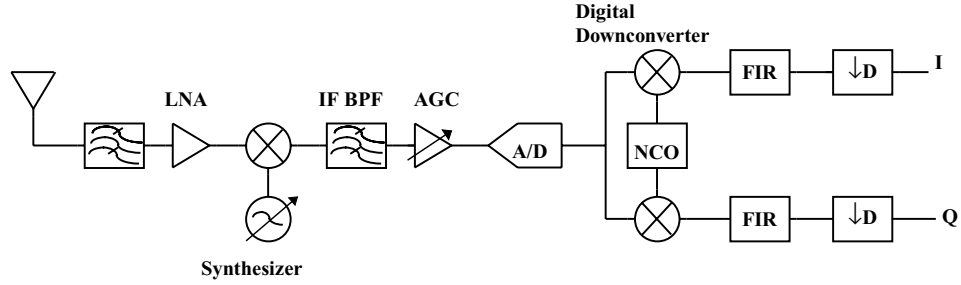 Digital
Downconverter
I
FIR
↓D
LNA
IF BPF
AGC
A/D
NCO
FIR
↓D
Q
Synthesizer